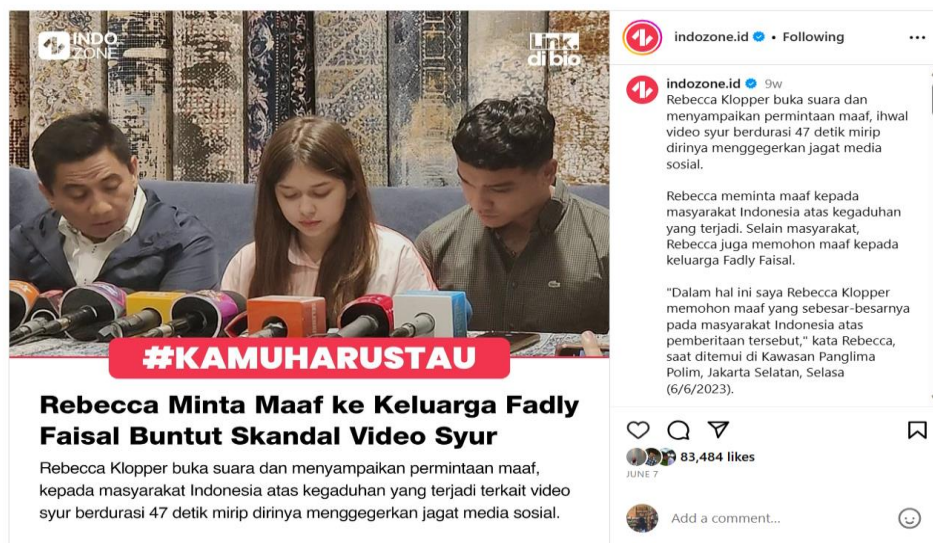 INDO
ZONE
Link
di bio
#KAMUHARUSTAU
Rebecca Minta Maaf ke Keluarga Fadly
Faisal Buntut Skandal Video Syur
Rebecca Klopper buka suara dan menyampaikan permintaan maaf,
kepada masyarakat Indonesia atas kegaduhan yang terjadi terkait video
syur berdurasi 47 detik mirip dirinya menggegerkan jagat media sosial.
indozone.id • Following
indozone.id 9w
Rebecca Klopper buka suara dan
menyampaikan permintaan maaf, ihwal
video syur berdurasi 47 detik mirip
dirinya menggegerkan jagat media
sosial.
Rebecca meminta maaf kepada
masyarakat Indonesia atas kegaduhan
yang terjadi. Selain masyarakat,
Rebecca juga memohon maaf kepada
keluarga Fadly Faisal.
"Dalam hal ini saya Rebecca Klopper
memohon maaf yang sebesar-besarnya
pada masyarakat Indonesia atas
pemberitaan tersebut," kata Rebecca,
saat ditemui di Kawasan Panglima
Polim, Jakarta Selatan, Selasa
(6/6/2023).
83,484 likes
JUNE 7
Add a comment...